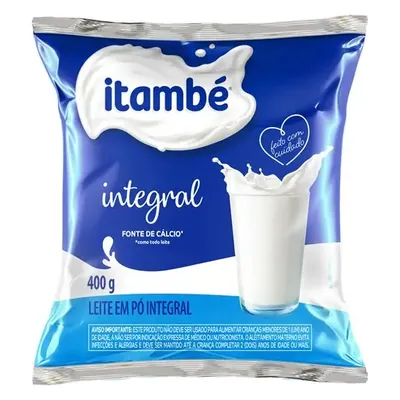 itambé
feito com
cuidado
integral
FONTE DE CÁLCIO*
*como todo leite
400 g
LEITE EM PÓ INTEGRAL
AVISO IMPORTANTE: ESTE PRODUTO NÃO DEVE SER USADO PARA ALIMENTAR CRIANÇAS MENORES DE 1 (UM) ANO
DE IDADE, A NÃO SER POR INDICAÇÃO EXPRESSA DE MÉDICO OU NUTRICIONISTA. O ALEITAMENTO MATERNO EVITA
INFECÇÕES E ALERGIAS E DEVE SER MANTIDO ATÉ A CRIANÇA COMPLETAR 2 (DOIS) ANOS DE IDADE OU MAIS.